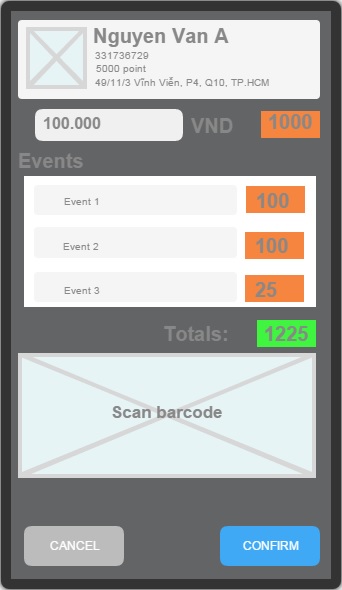 Nguyen Van A
331736729
5000 point
49/11/3 Vĩnh Viễn, P4, Q10, TP.HCM
100.000 VND 1000
Events
Event 1 100
Event 2 100
Event 3 25
Totals: 1225
Scan barcode
CANCEL CONFIRM